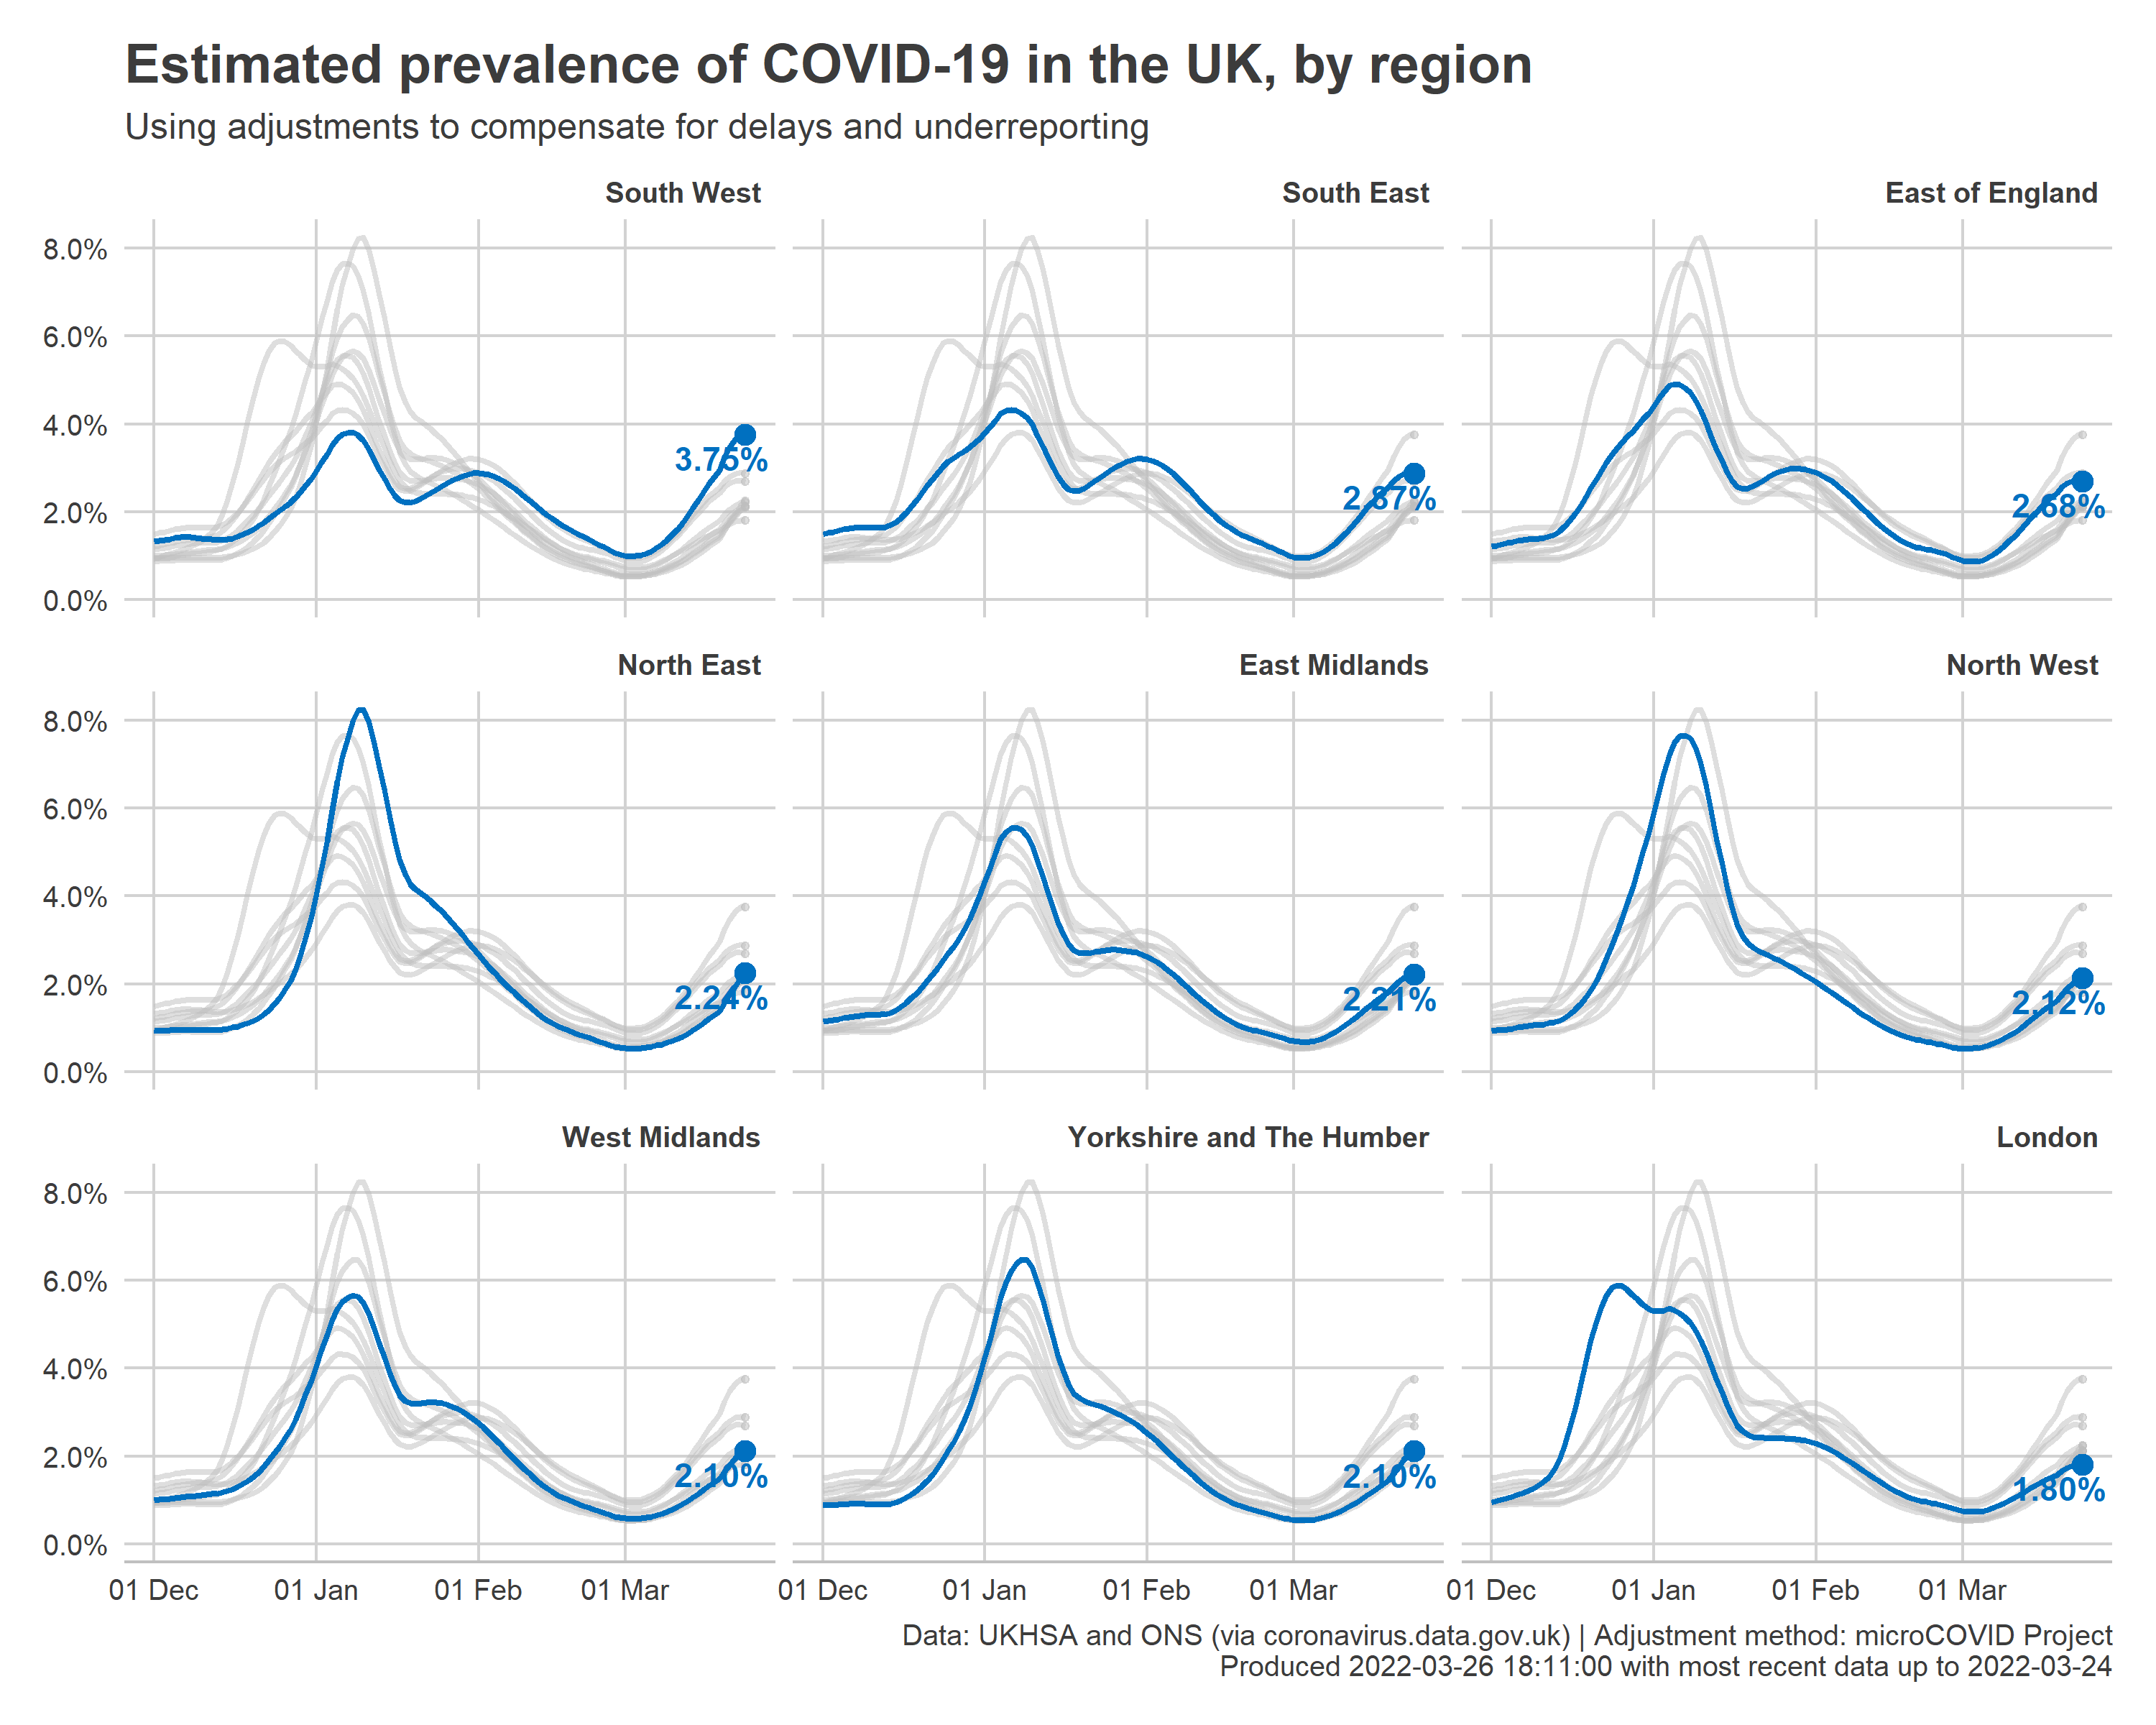 Estimated prevalence of COVID-19 in the UK, by region
Using adjustments to compensate for delays and underreporting
South West
South East
East of England
8.0%
6.0%
4.0%
2.0%
0.0%
3.75%
2.87%
2.68%
North East
East Midlands
North West
8.0%
6.0%
4.0%
2.0%
0.0%
2.24%
2.21%
2.12%
West Midlands
Yorkshire and The Humber
London
8.0%
6.0%
4.0%
2.0%
0.0%
2.10%
2.10%
1.80%
01 Dec 01 Jan 01 Feb 01 Mar 01 Dec 01 Jan 01 Feb 01 Mar 01 Dec 01 Jan 01 Feb 01 Mar
Data: UKHSA and ONS (via coronavirus.data.gov.uk) | Adjustment method: microCOVID Project
Produced 2022-03-26 18:11:00 with most recent data up to 2022-03-24